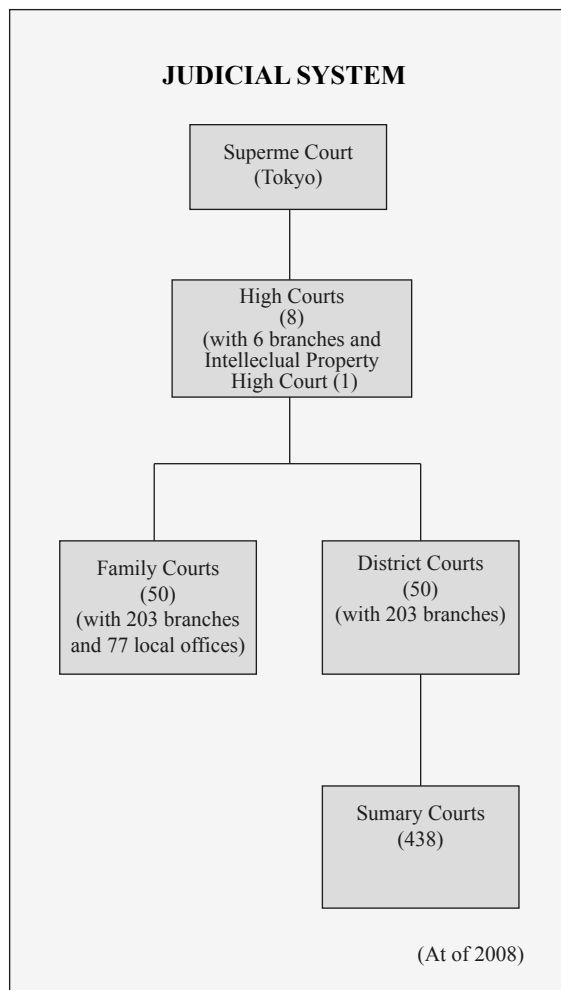 JUDICIAL SYSTEM
Superme Court
(Tokyo)
High Courts
(8)
(with 6 branches and
Intelleclual Property
High Court (1)
Family Courts
(50)
(with 203 branches
and 77 local offices)
District Courts
(50)
(with 203 branches)
Sumary Courts
(438)
(At of 2008)